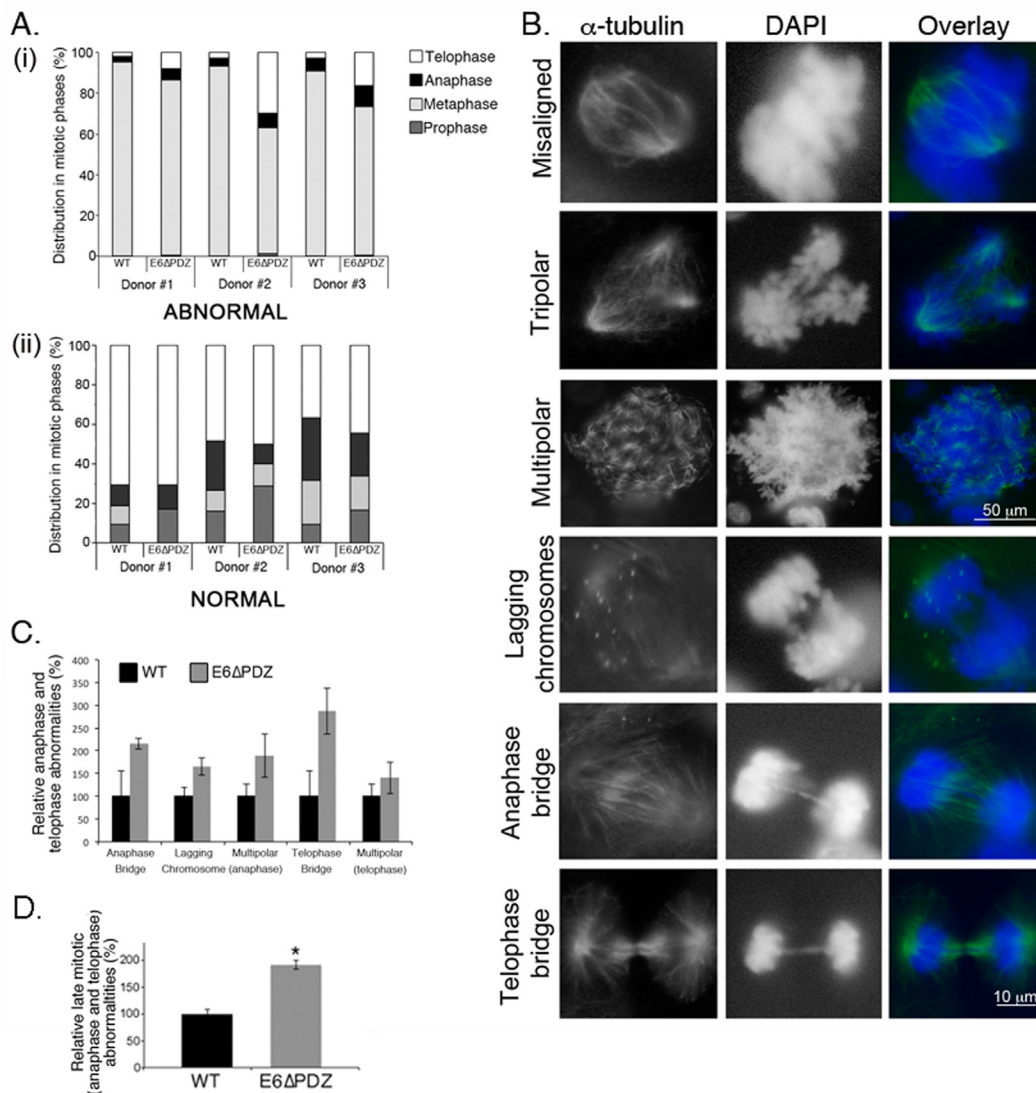 A.
(i)
Distribution in mitotic phases (%)
100
80
60
40
20
0
WT E6ΔPDZ WT E6ΔPDZ WT E6ΔPDZ
Donor #1 Donor #2 Donor #3
ABNORMAL
Telophase
Anaphase
Metaphase
Prophase
(ii)
Distribution in mitotic phases (%)
100
80
60
40
20
0
WT E6ΔPDZ WT E6ΔPDZ WT E6ΔPDZ
Donor #1 Donor #2 Donor #3
NORMAL
B.
α-tubulin DAPI Overlay
Misaligned
Tripolar
Multipolar
50 μm
Lagging
chromosomes
Anaphase
bridge
Telophase
bridge
10 μm
C.
Relative anaphase and
telophase abnormalities (%)
400
350
300
250
200
150
100
50
0
WT E6ΔPDZ
Anaphase Lagging Multipolar Telophase Multipolar
Bridge Chromosome (anaphase) Bridge (telophase)
D.
Relative late mitotic
(anaphase and telophase)
abnormaltities (%)
200
150
100
50
0
*
WT E6ΔPDZ